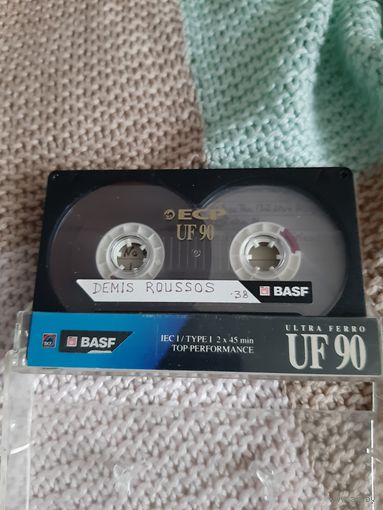 ECP
UF 90
DEMIS ROUSSOS 38 BASF
ULTRA FERRO
BASF IEC I / TYPE I 2 x 45 min UF 90
TOP-PERFORMANCE